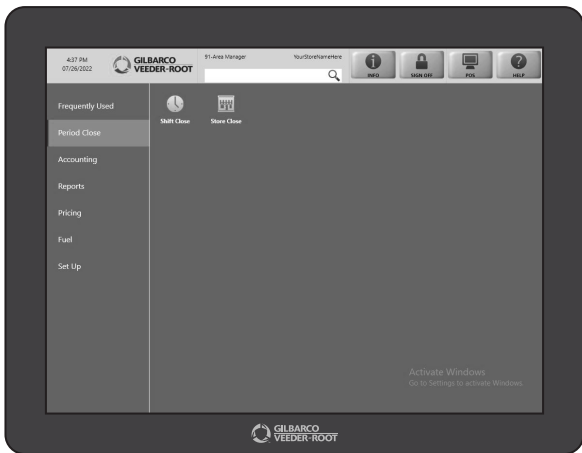 4:37 PM
07/26/2022
GILBARCO
VEEDER-ROOT
91-Area Manager
YourStoreNameHere
INFO
SIGN OFF
POS
HELP
Frequently Used
Period Close
Accounting
Reports
Pricing
Fuel
Set Up
Shift Close
Store Close
Activate Windows
Go to Settings to activate Windows.
GILBARCO
VEEDER-ROOT